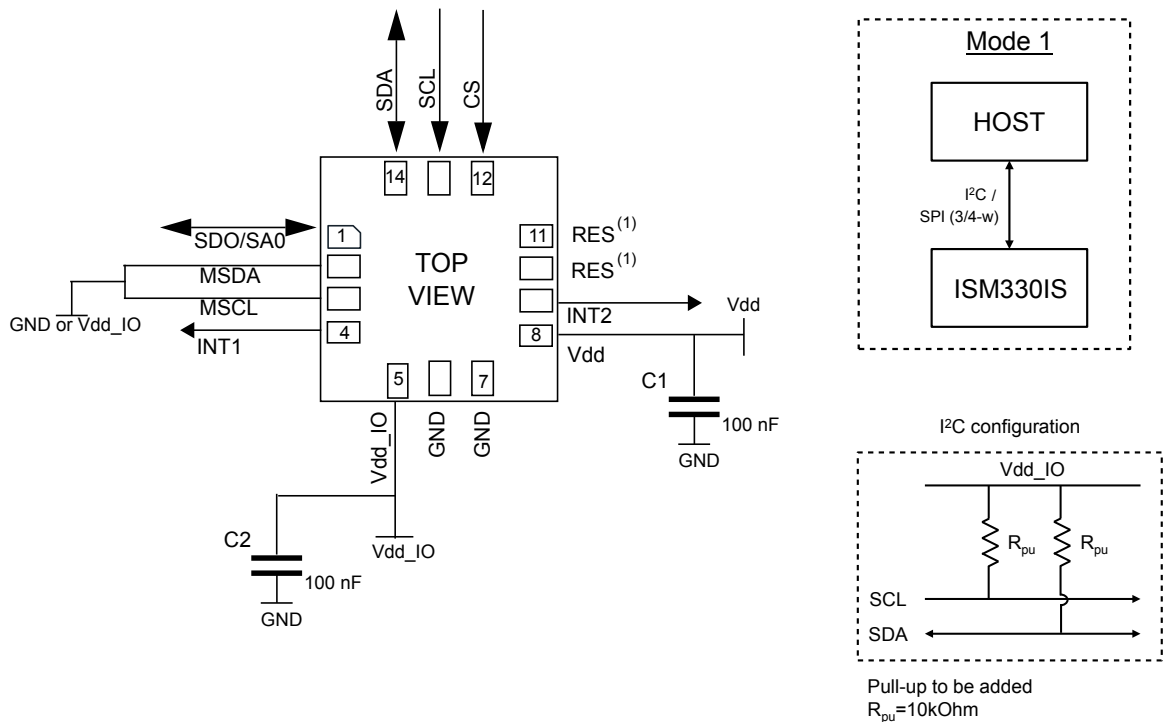 SDA
SCL
CS
14
12
SDO/SA0
1
MSDA
MSCL
GND or Vdd_IO
INT1
4
TOP
VIEW
11
RES(1)
RES(1)
INT2
8
Vdd
Vdd
5
7
Vdd_IO
GND
GND
C1
100 nF
GND
C2
100 nF
GND
Vdd_IO
Mode 1
HOST
I²C /
SPI (3/4-w)
ISM330IS
I²C configuration
Vdd_IO
Rpu
Rpu
SCL
SDA
Pull-up to be added
Rpu=10kOhm